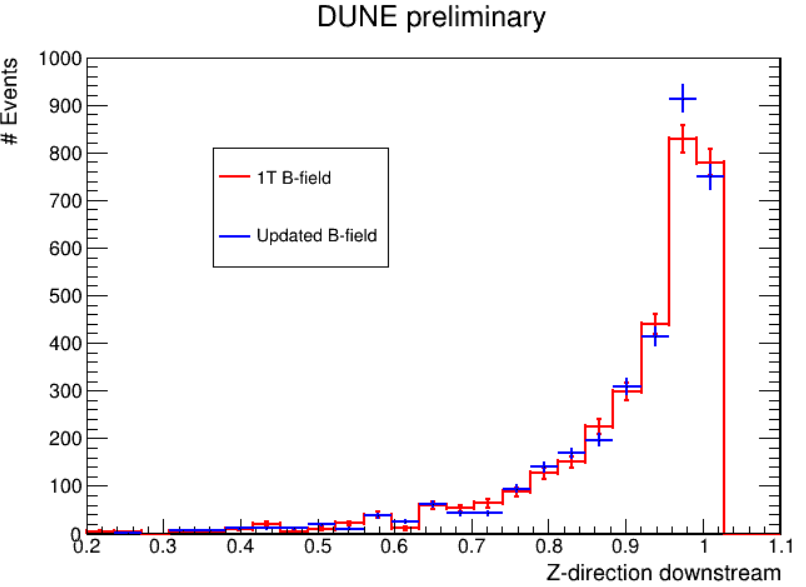 DUNE preliminary
# Events
1000
900
800
700
600
500
400
300
200
100
0
1T B-field
Updated B-field
0.2 0.3 0.4 0.5 0.6 0.7 0.8 0.9 1 1.1
Z-direction downstream